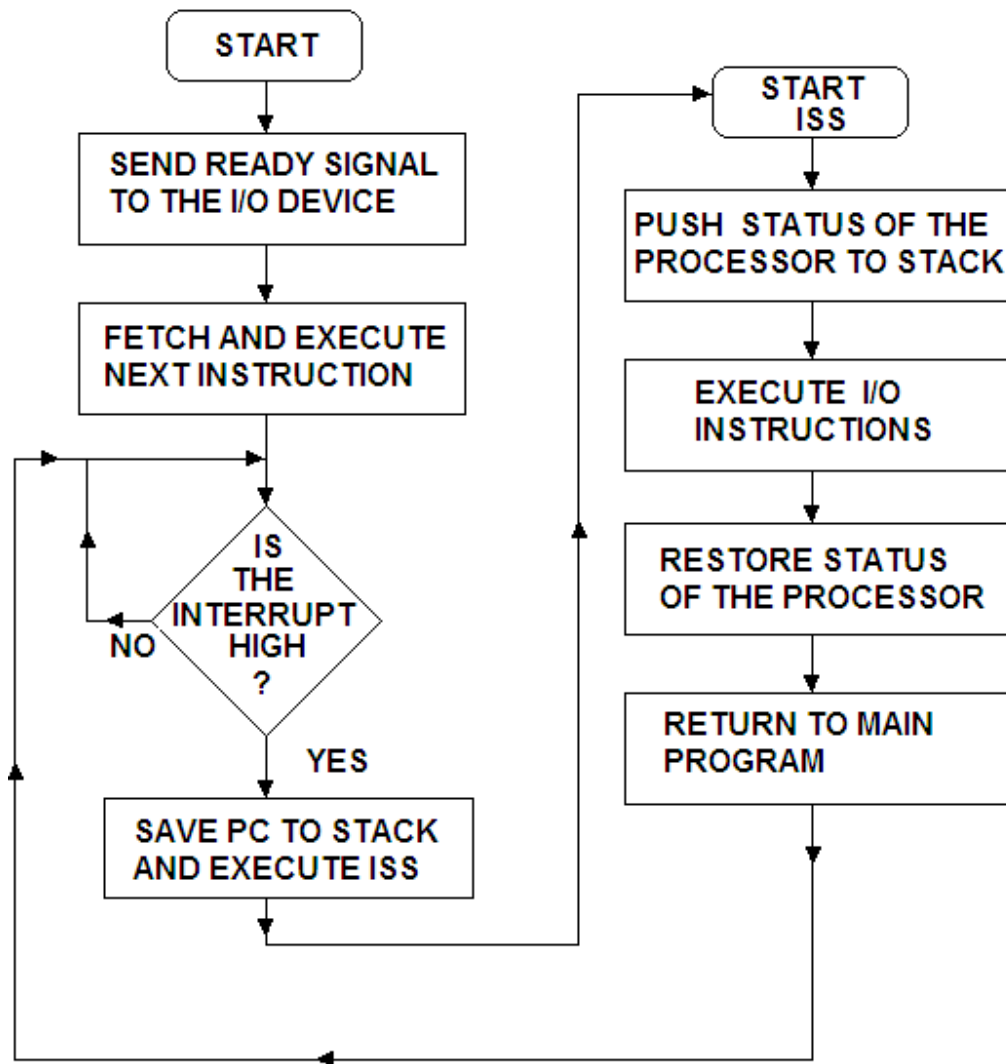 START
SEND READY SIGNAL
TO THE I/O DEVICE
FETCH AND EXECUTE
NEXT INSTRUCTION
IS
THE
INTERRUPT
HIGH
?
NO
YES
SAVE PC TO STACK
AND EXECUTE ISS
START
ISS
PUSH STATUS OF THE
PROCESSOR TO STACK
EXECUTE I/O
INSTRUCTIONS
RESTORE STATUS
OF THE PROCESSOR
RETURN TO MAIN
PROGRAM